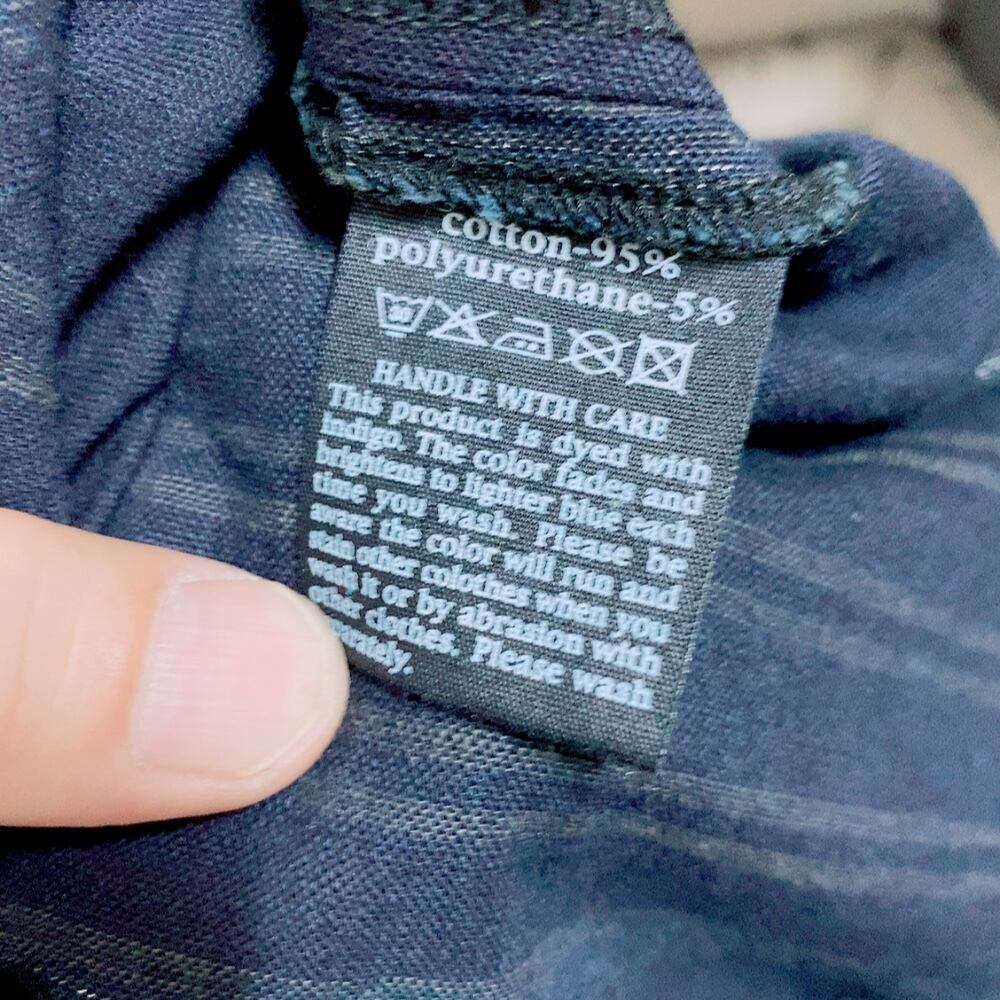 cotton-95%
polyurethane-5%
30
HANDLE WITH CARE
This product is dyed with
Indigo. The color fades and
brightens to lighter blue each
time you wash. Please be
sure the color will run and
stain other colothes when you
wash it or by abrasion with
other clothes. Please wash